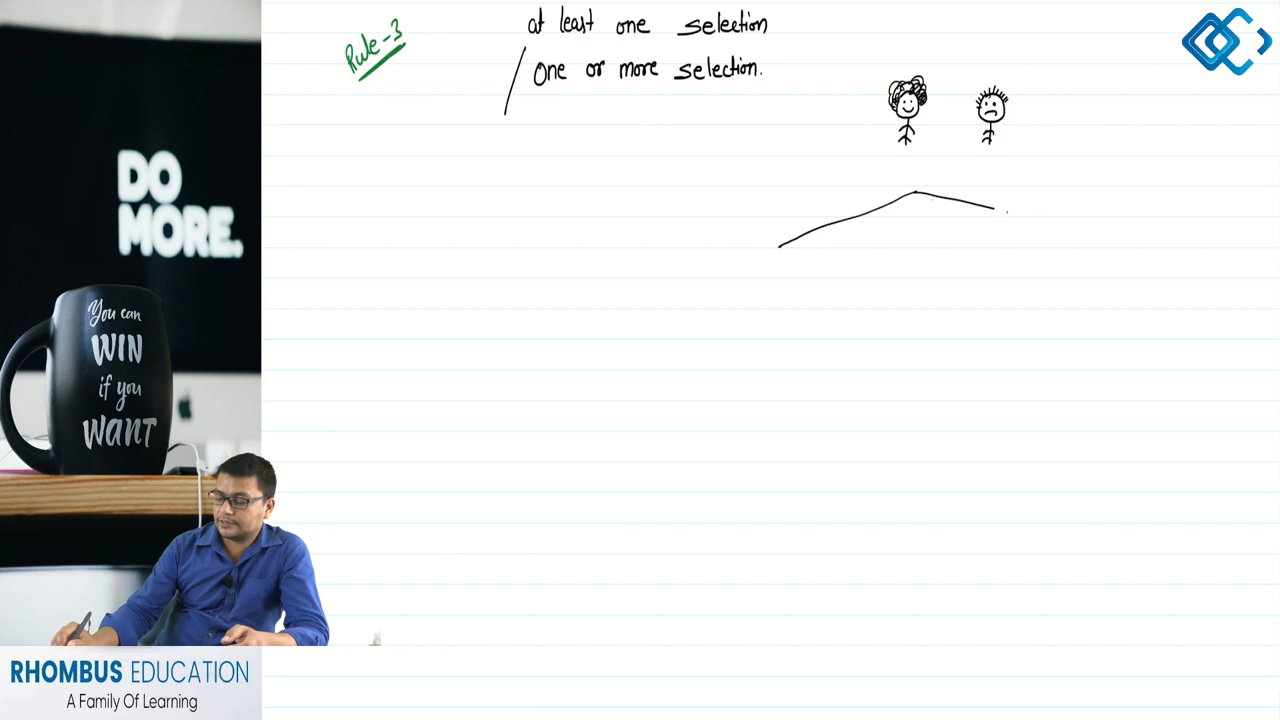 Rule-3
at least one selection
/ One or more selection.
DO
MORE.
You can
WIN
if you
WANT
RHOMBUS EDUCATION
A Family Of Learning